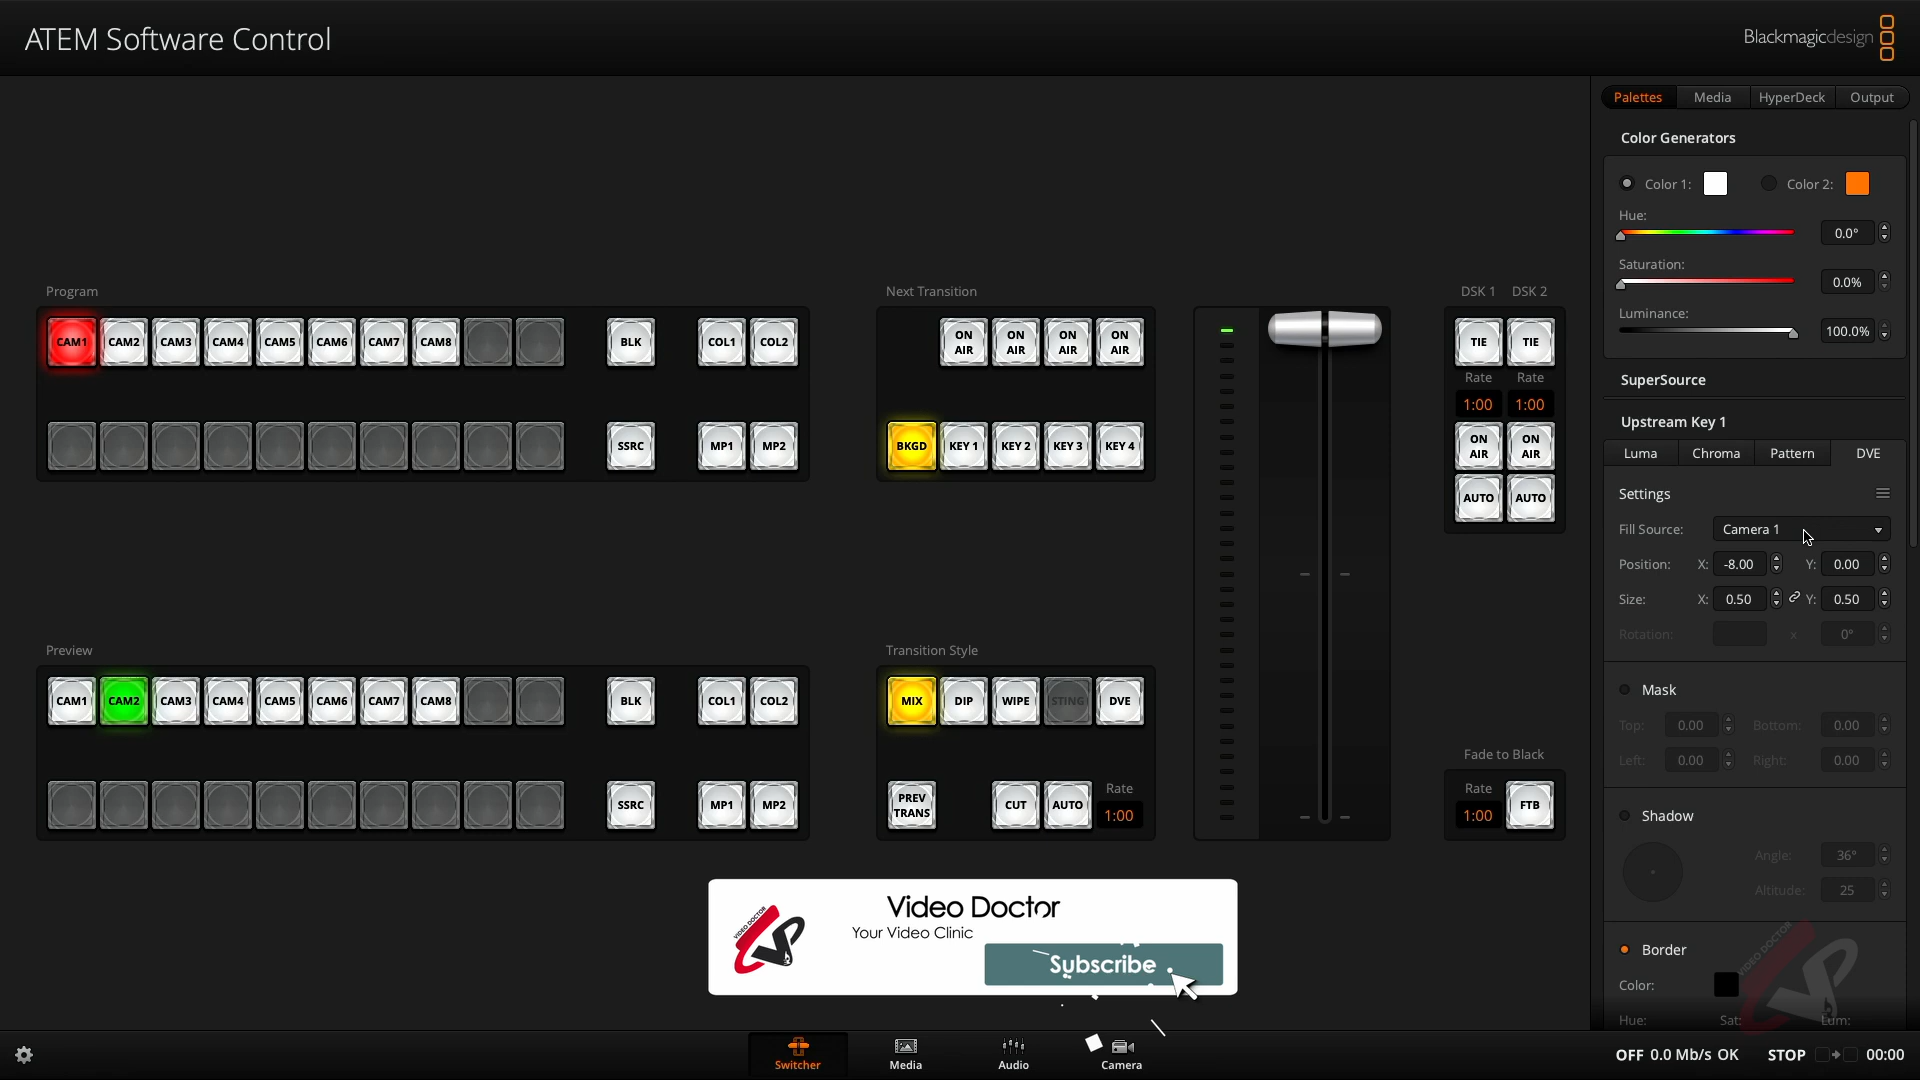 ATEM Software Control
Blackmagicdesign
Palettes Media HyperDeck Output
Color Generators
Color 1: Color 2:
Hue:
0.0°
Saturation:
0.0%
Luminance:
100.0%
SuperSource
Upstream Key 1
Luma Chroma Pattern DVE
Settings
Fill Source: Camera 1
Position: X: -8.00 Y: 0.00
Size: X: 0.50 Y: 0.50
Rotation: x 0°
Mask
Top: 0.00 Bottom: 0.00
Left: 0.00 Right: 0.00
Shadow
Angle: 36°
Altitude: 25
Border
Color:
Hue: Sat: Lum:
Program
CAM1 CAM2 CAM3 CAM4 CAM5 CAM6 CAM7 CAM8 BLK COL1 COL2
SSRC MP1 MP2
Next Transition
ON AIR ON AIR ON AIR ON AIR
BKGD KEY 1 KEY 2 KEY 3 KEY 4
DSK 1 DSK 2
TIE TIE
Rate Rate
1:00 1:00
ON AIR ON AIR
AUTO AUTO
Preview
CAM1 CAM2 CAM3 CAM4 CAM5 CAM6 CAM7 CAM8 BLK COL1 COL2
SSRC MP1 MP2
Transition Style
MIX DIP WIPE STING DVE
PREV TRANS CUT AUTO
Rate
1:00
Fade to Black
Rate
1:00 FTB
VIDEO DOCTOR
Video Doctor
Your Video Clinic
Subscribe
VIDEO DOCTOR
Switcher Media Audio Camera
OFF 0.0 Mb/s OK STOP 00:00